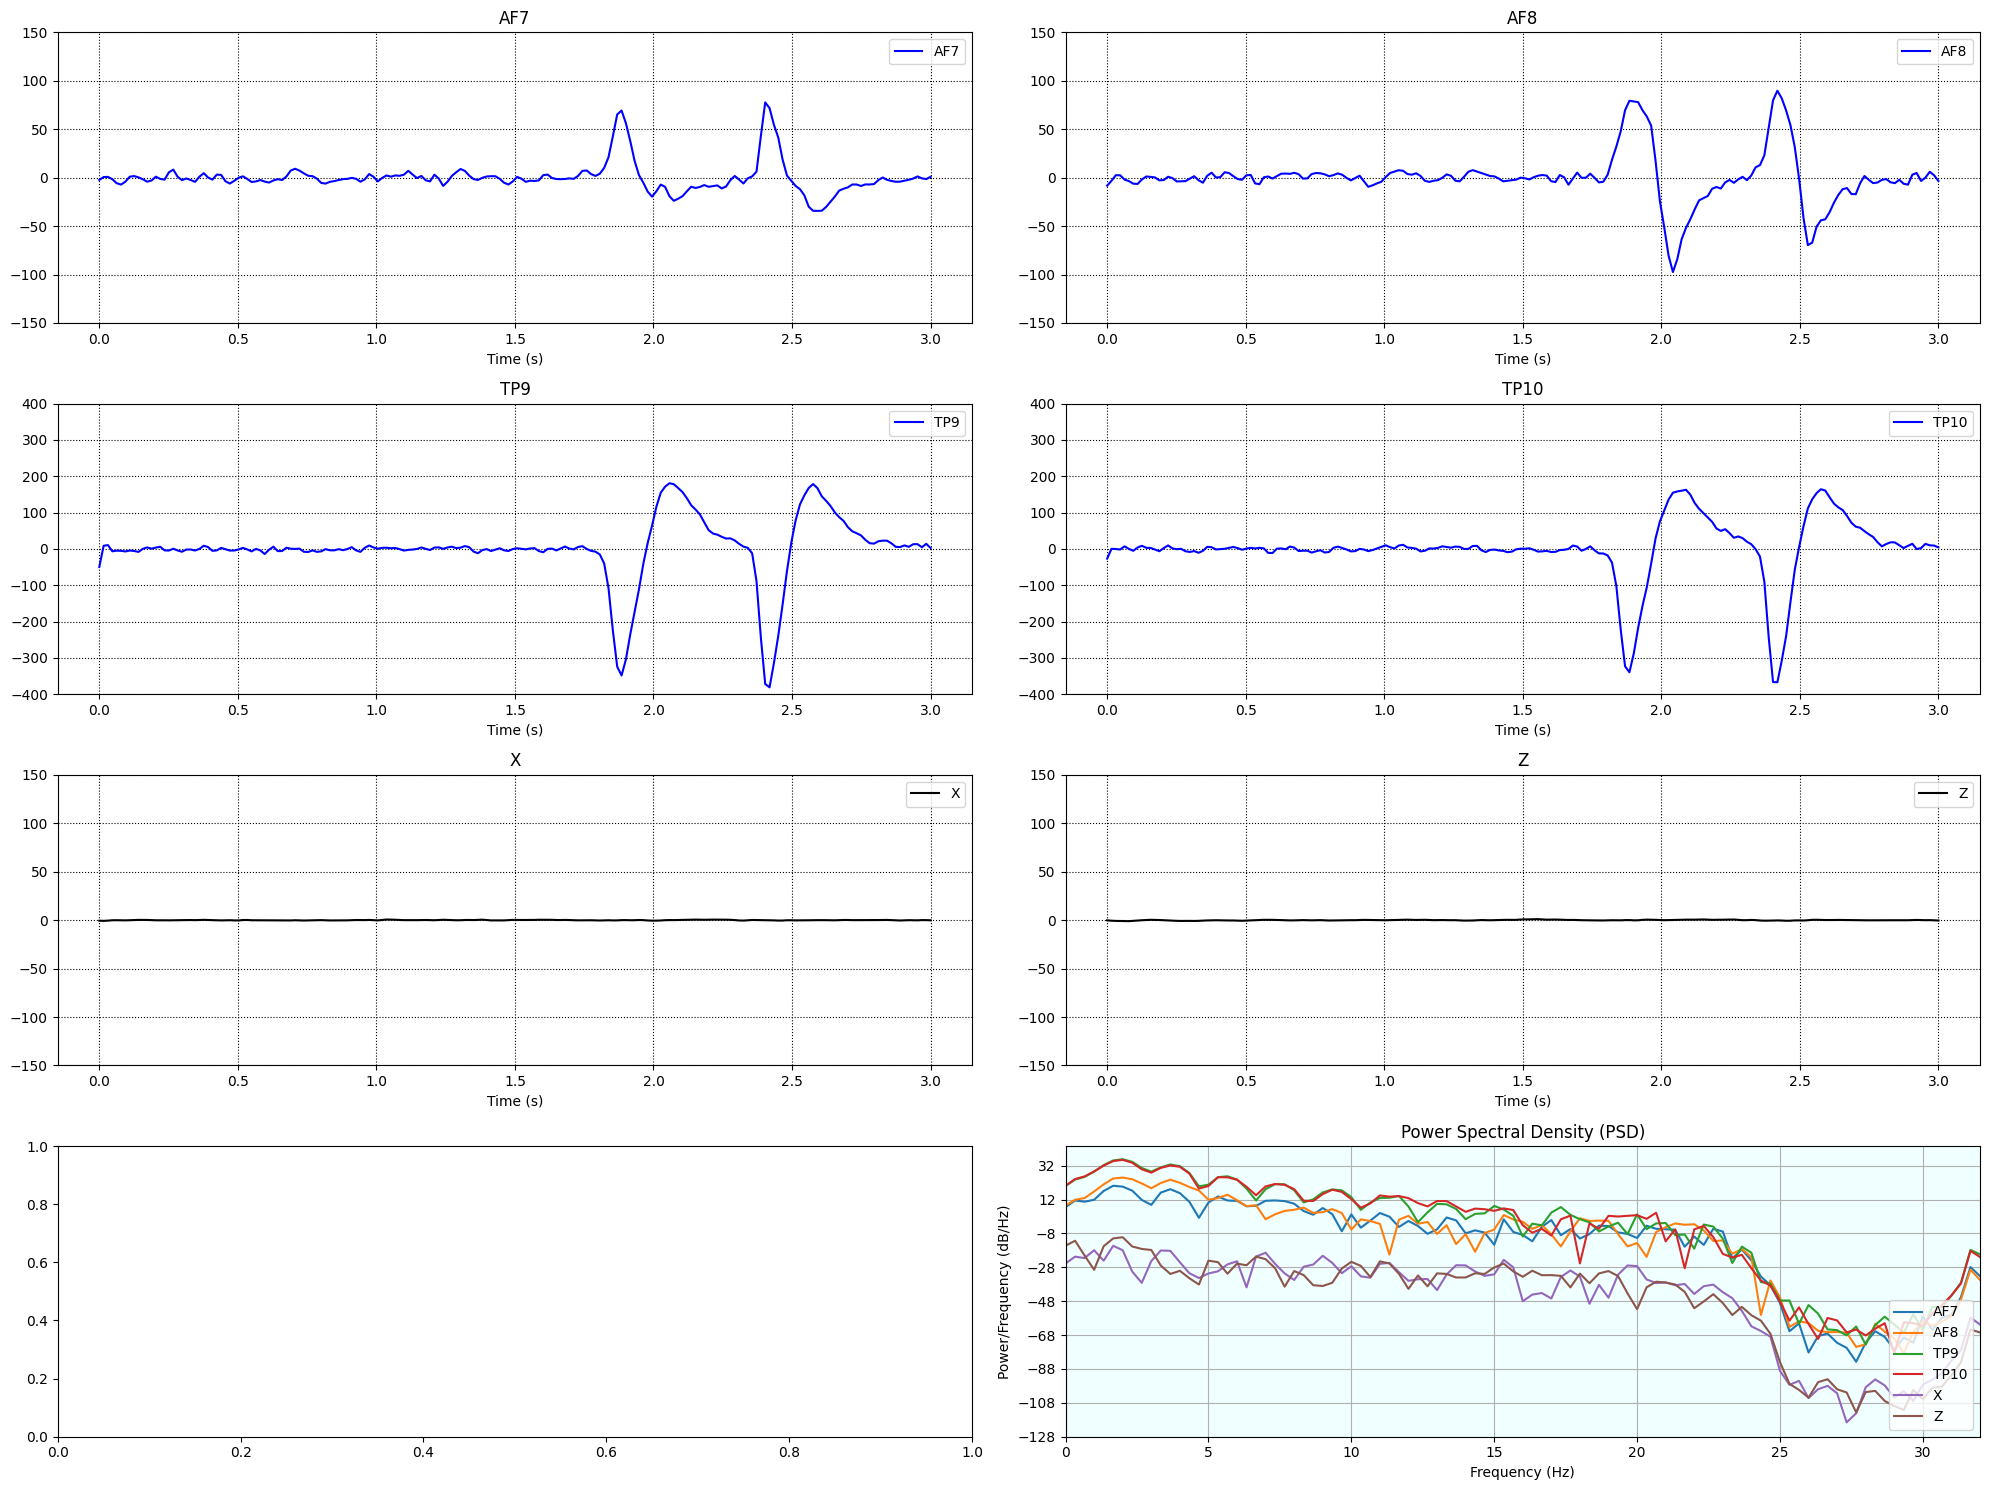 AF7
150
100
50
0
−50
−100
−150
AF7
0.0 0.5 1.0 1.5 2.0 2.5 3.0
Time (s)
AF8
150
100
50
0
−50
−100
−150
AF8
0.0 0.5 1.0 1.5 2.0 2.5 3.0
Time (s)
TP9
400
300
200
100
0
−100
−200
−300
−400
TP9
0.0 0.5 1.0 1.5 2.0 2.5 3.0
Time (s)
TP10
400
300
200
100
0
−100
−200
−300
−400
TP10
0.0 0.5 1.0 1.5 2.0 2.5 3.0
Time (s)
X
150
100
50
0
−50
−100
−150
X
0.0 0.5 1.0 1.5 2.0 2.5 3.0
Time (s)
Z
150
100
50
0
−50
−100
−150
Z
0.0 0.5 1.0 1.5 2.0 2.5 3.0
Time (s)
1.0
0.8
0.6
0.4
0.2
0.0
0.0 0.2 0.4 0.6 0.8 1.0
Power Spectral Density (PSD)
Power/Frequency (dB/Hz)
32
12
−8
−28
−48
−68
−88
−108
−128
AF7
AF8
TP9
TP10
X
Z
0 5 10 15 20 25 30
Frequency (Hz)